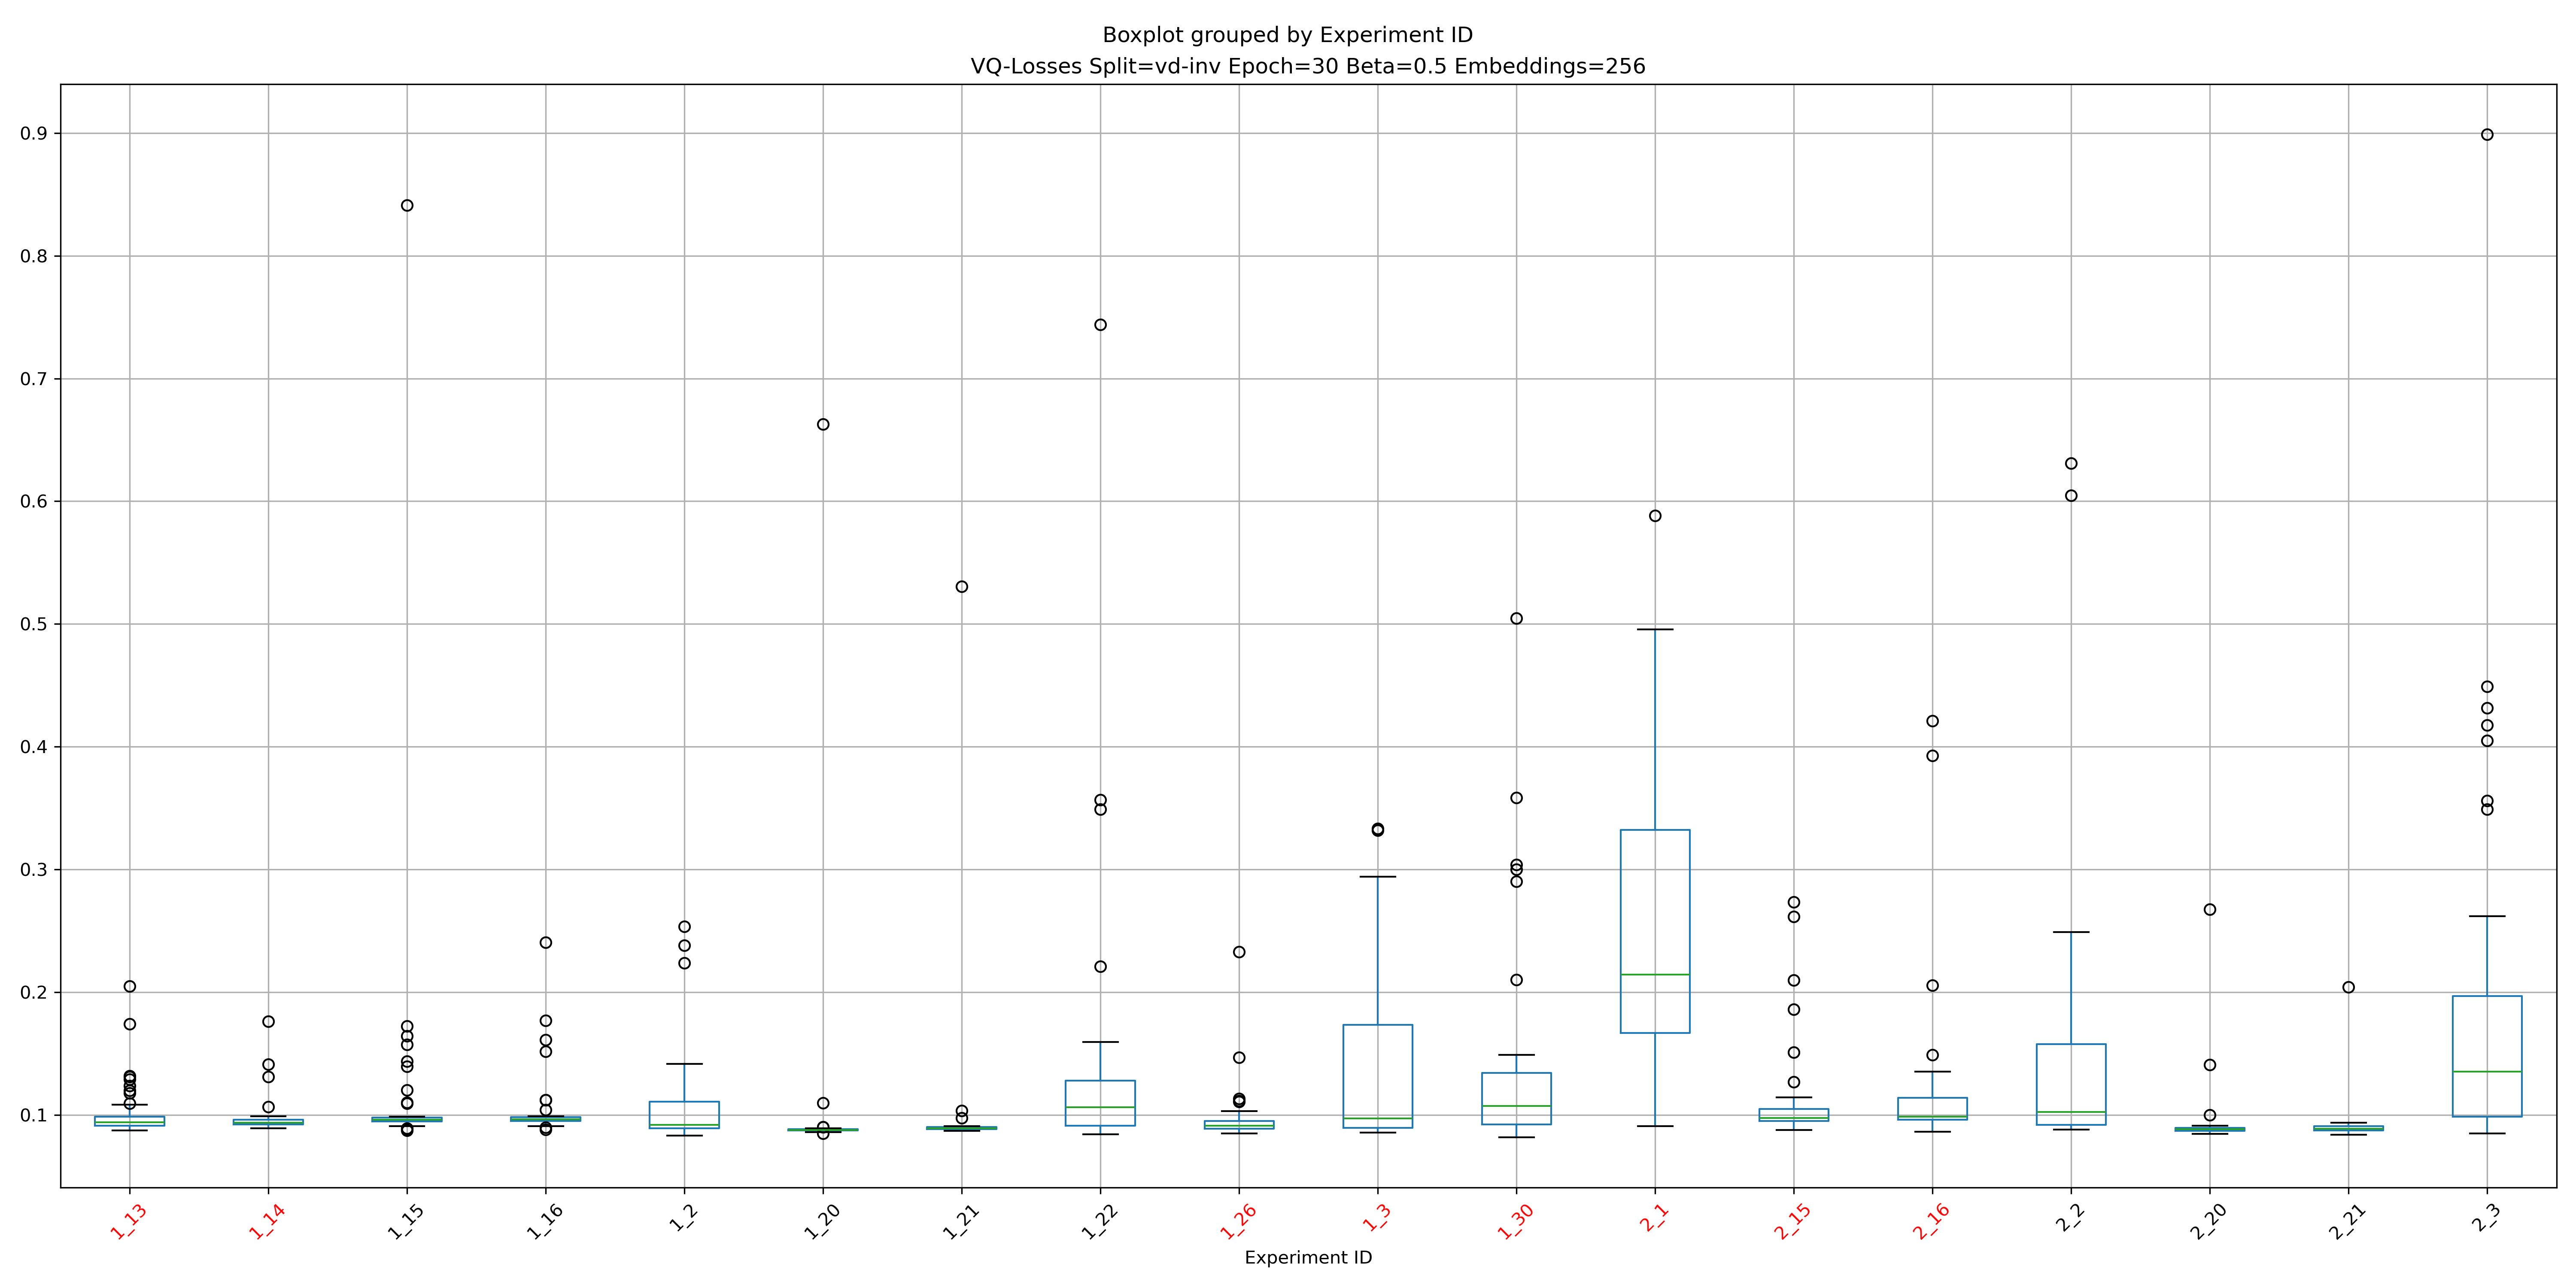 Boxplot grouped by Experiment ID
VQ-Losses Split=vd-inv Epoch=30 Beta=0.5 Embeddings=256
0.9
0.8
0.7
0.6
0.5
0.4
0.3
0.2
0.1
1_13 1_14 1_15 1_16 1_2 1_20 1_21 1_22 1_26 1_3 1_30 2_1 2_15 2_16 2_2 2_20 2_21 2_3
Experiment ID